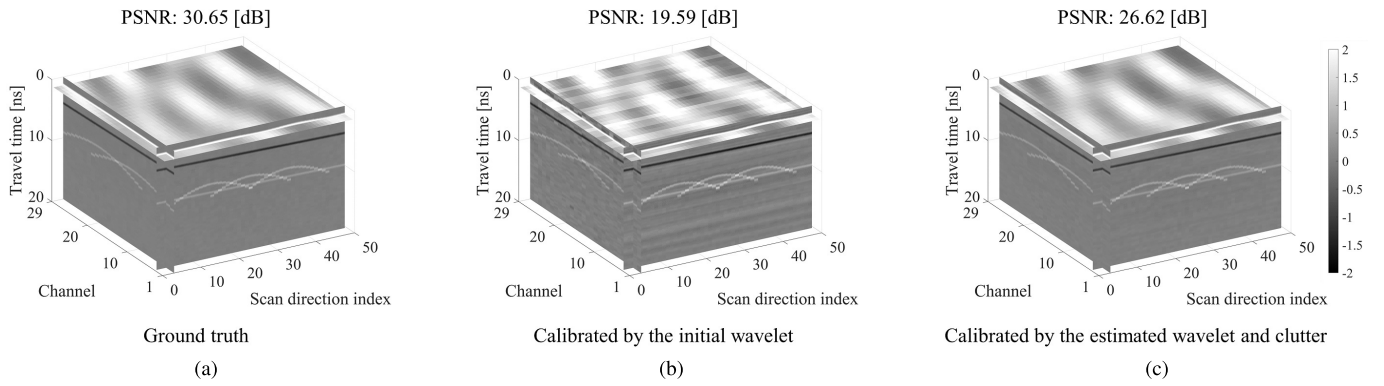 PSNR: 30.65 [dB]
0
10
20
29
20
10
1
0
10
20
30
40
50
Travel time [ns]
Channel
Scan direction index
Ground truth
(a)
PSNR: 19.59 [dB]
0
10
20
29
20
10
1
0
10
20
30
40
50
Travel time [ns]
Channel
Scan direction index
Calibrated by the initial wavelet
(b)
PSNR: 26.62 [dB]
0
10
20
29
20
10
1
0
10
20
30
40
50
Travel time [ns]
Channel
Scan direction index
2
1.5
1
0.5
0
-0.5
-1
-1.5
-2
Calibrated by the estimated wavelet and clutter
(c)